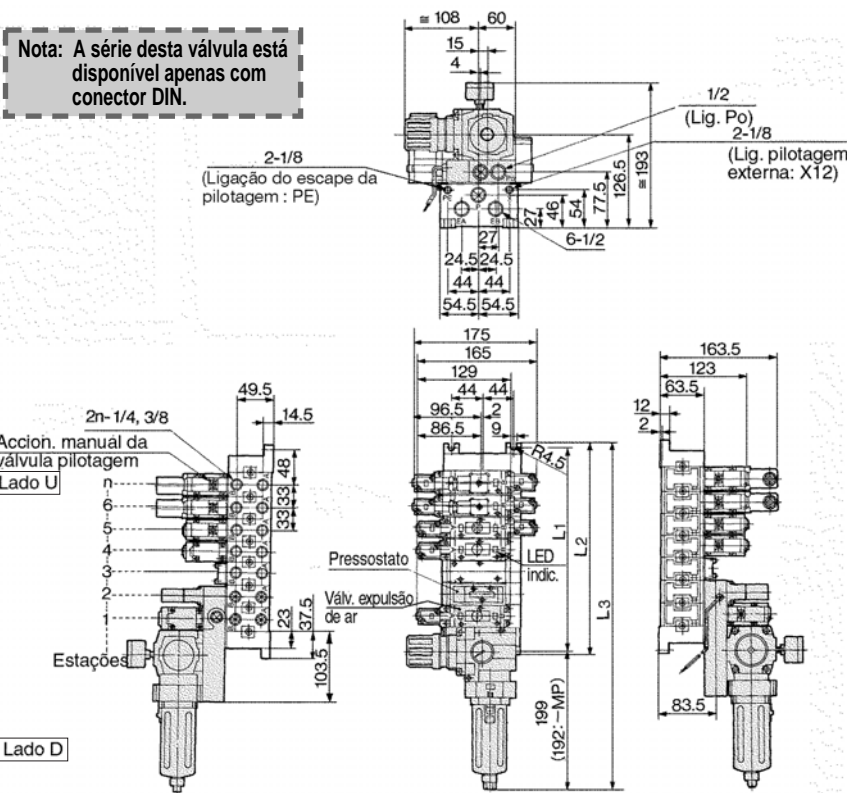 Nota: A série desta válvula está
disponível apenas com
conector DIN.
≅ 108
60
15
4
1/2
(Lig. Po)
2-1/8
(Lig. pilotagem
externa: X12)
2-1/8
(Ligação do escape da
pilotagem : PE)
126.5
≅193
77.5
54
46
27
P
EA
EB
27
6-1/2
24.5
24.5
44
44
54.5
54.5
49.5
14.5
2n-1/4, 3/8
Accion. manual da
válvula pilotagem
Lado U
n
6
5
4
3
2
1
Estações
48
33
33
23
37.5
103.5
Lado D
175
165
129
44
44
96.5
2
86.5
9
R4.5
L1
L2
L3
Pressostato
LED
indic.
Válv. expulsão
de ar
199
(192:-MP)
163.5
123
63.5
12
2
83.5